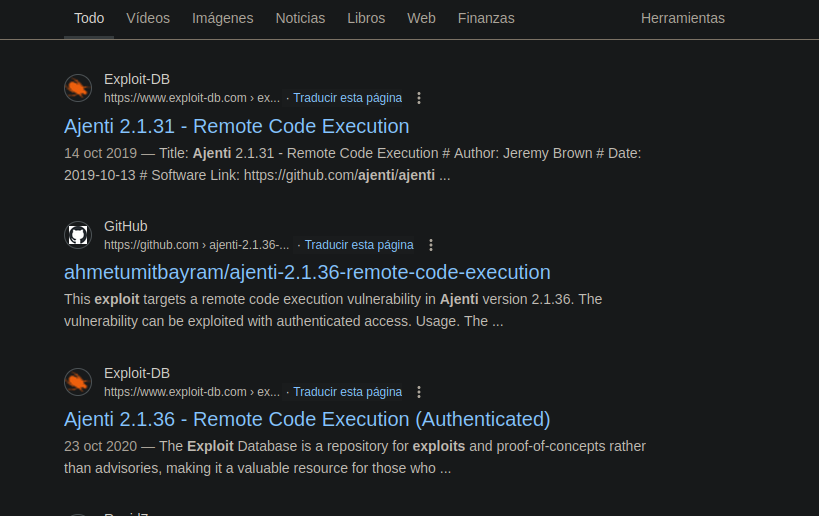 Todo Vídeos Imágenes Noticias Libros Web Finanzas Herramientas
Exploit-DB
https://www.exploit-db.com › ex... · Traducir esta página
Ajenti 2.1.31 - Remote Code Execution
14 oct 2019 — Title: Ajenti 2.1.31 - Remote Code Execution # Author: Jeremy Brown # Date:
2019-10-13 # Software Link: https://github.com/ajenti/ajenti ...
GitHub
https://github.com › ajenti-2.1.36-... · Traducir esta página
ahmetumitbayram/ajenti-2.1.36-remote-code-execution
This exploit targets a remote code execution vulnerability in Ajenti version 2.1.36. The
vulnerability can be exploited with authenticated access. Usage. The ...
Exploit-DB
https://www.exploit-db.com › ex... · Traducir esta página
Ajenti 2.1.36 - Remote Code Execution (Authenticated)
23 oct 2020 — The Exploit Database is a repository for exploits and proof-of-concepts rather
than advisories, making it a valuable resource for those who ...